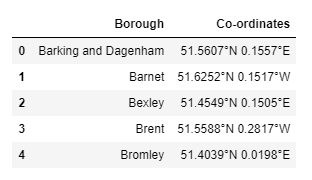 Borough Co-ordinates
0 Barking and Dagenham 51.5607°N 0.1557°E
1 Barnet 51.6252°N 0.1517°W
2 Bexley 51.4549°N 0.1505°E
3 Brent 51.5588°N 0.2817°W
4 Bromley 51.4039°N 0.0198°E